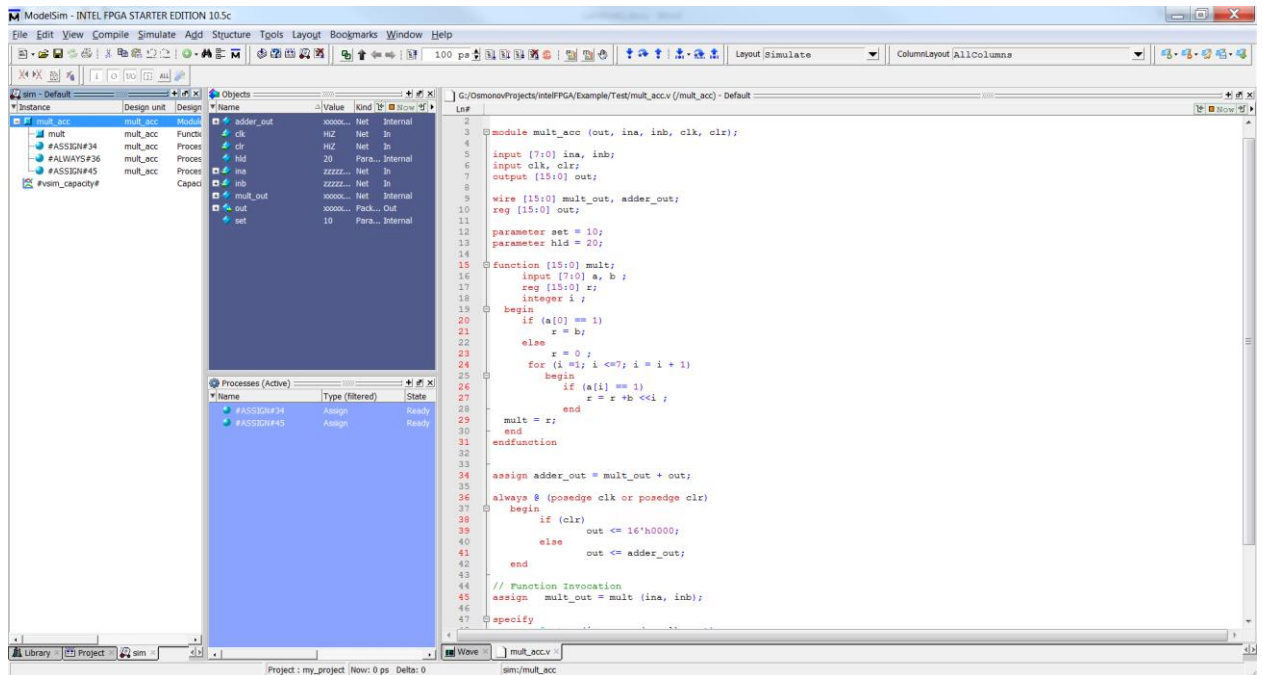 ModelSim - INTEL FPGA STARTER EDITION 10.5c
File Edit View Compile Simulate Add Structure Tools Layout Bookmarks Window Help
100 ps
Layout Simulate
ColumnLayout AllColumns
sim - Default
Instance Design unit Design
mult_acc mult_acc Module
mult mult_acc Functi
#ASSIGN#34 mult_acc Proces
#ALWAYS#36 mult_acc Proces
#ASSIGN#45 mult_acc Proces
#vsim_capacity# Capaci
Objects
Name Value Kind Now
adder_out xxxxx... Net Internal
clk HiZ Net In
clr HiZ Net In
hld 20 Para... Internal
ina zzzzz... Net In
inb zzzzz... Net In
mult_out xxxxx... Net Internal
out xxxxx... Pack... Out
set 10 Para... Internal
Processes (Active)
Name Type (filtered) State
#ASSIGN#34 Assign Ready
#ASSIGN#45 Assign Ready
G:/OsmonovProjects/intelFPGA/Example/Test/mult_acc.v (/mult_acc) - Default
Ln# Now
2
3 module mult_acc (out, ina, inb, clk, clr);
4
5 input [7:0] ina, inb;
6 input clk, clr;
7 output [15:0] out;
8
9 wire [15:0] mult_out, adder_out;
10 reg [15:0] out;
11
12 parameter set = 10;
13 parameter hld = 20;
14
15 function [15:0] mult;
16 input [7:0] a, b ;
17 reg [15:0] r;
18 integer i ;
19 begin
20 if (a[0] == 1)
21 r = b;
22 else
23 r = 0 ;
24 for (i =1; i <=7; i = i + 1)
25 begin
26 if (a[i] == 1)
27 r = r +b <<i ;
28 end
29 mult = r;
30 end
31 endfunction
32
33
34 assign adder_out = mult_out + out;
35
36 always @ (posedge clk or posedge clr)
37 begin
38 if (clr)
39 out <= 16'h0000;
40 else
41 out <= adder_out;
42 end
43
44 // Function Invocation
45 assign mult_out = mult (ina, inb);
46
47 specify
Library Project sim
Wave mult_acc.v
Project : my_project Now: 0 ps Delta: 0 sim:/mult_acc